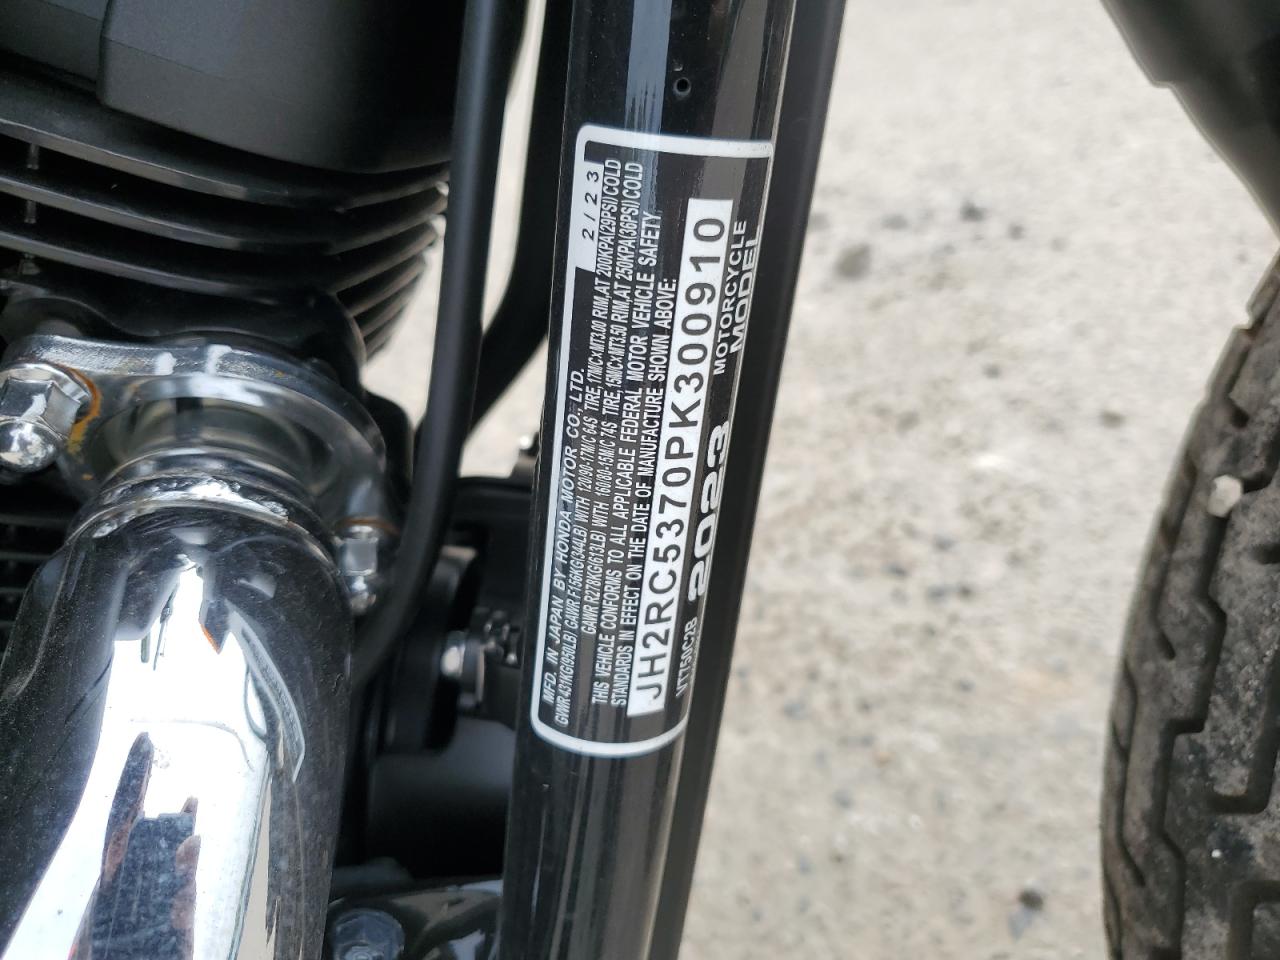 MFD. IN JAPAN BY HONDA MOTOR CO., LTD. 2/23
GVWR 431KG(950LB) GAWR F156KG(344LB) WITH 120/90-17M/C 64S TIRE,17M/C×MT3.00 RIM,AT 200KPA(29PSI)COLD
GAWR R278KG(613LB) WITH 160/80-15M/C 74S TIRE,15M/C×MT3.50 RIM,AT 250KPA(36PSI)COLD
THIS VEHICLE CONFORMS TO ALL APPLICABLE FEDERAL MOTOR VEHICLE SAFETY
STANDARDS IN EFFECT ON THE DATE OF MANUFACTURE SHOWN ABOVE:
JH2RC5370PK300910
VT750C2B 2023 MOTORCYCLE
MODEL